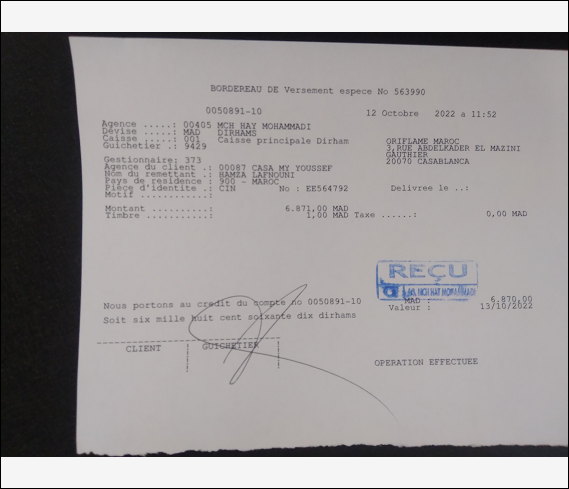 BORDEREAU DE Versement espece No 563990
0050891-10
12 Octobre 2022 a 11:52
Agence .....: 00405 MCH HAY MOHAMMADI
Devise .....: MAD DIRHAMS
Caisse .....: 001 Caisse principale Dirham
Guichetier .: 9429
ORIFLAME MAROC
3,RUE ABDELKADER EL MAZINI
GAUTHIER
20070 CASABLANCA
Gestionnaire: 373
Agence du client .: 00087 CASA MY YOUSSEF
Nom du remettant .: HAMZA LAFNOUNI
Pays de residence : 900 - MAROC
Pièce d'identite .: CIN No : EE564792 Delivree le ..:
Motif ............:
Montant ..........: 6.871,00 MAD
Timbre ...........: 1,00 MAD Taxe ......: 0,00 MAD
REÇU
MCH HAY MOHAMMADI
Nous portons au credit du compte no 0050891-10 MAD : 6.870,00
Valeur : 13/10/2022
Soit six mille huit cent soixante dix dirhams
CLIENT GUICHETIER
OPERATION EFFECTUEE